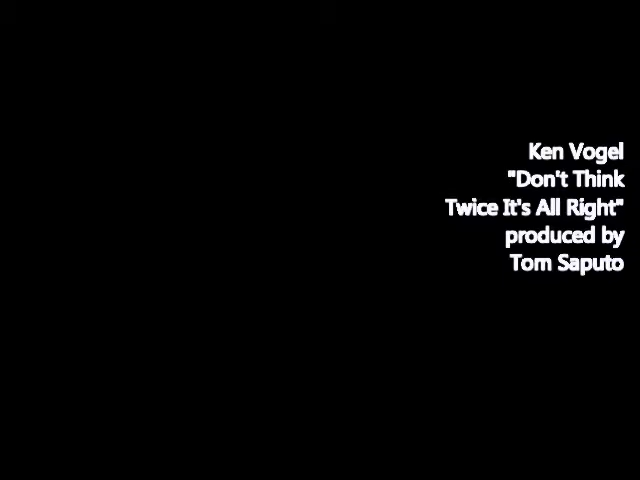 Ken Vogel
"Don't Think
Twice It's All Right"
produced by
Tom Saputo